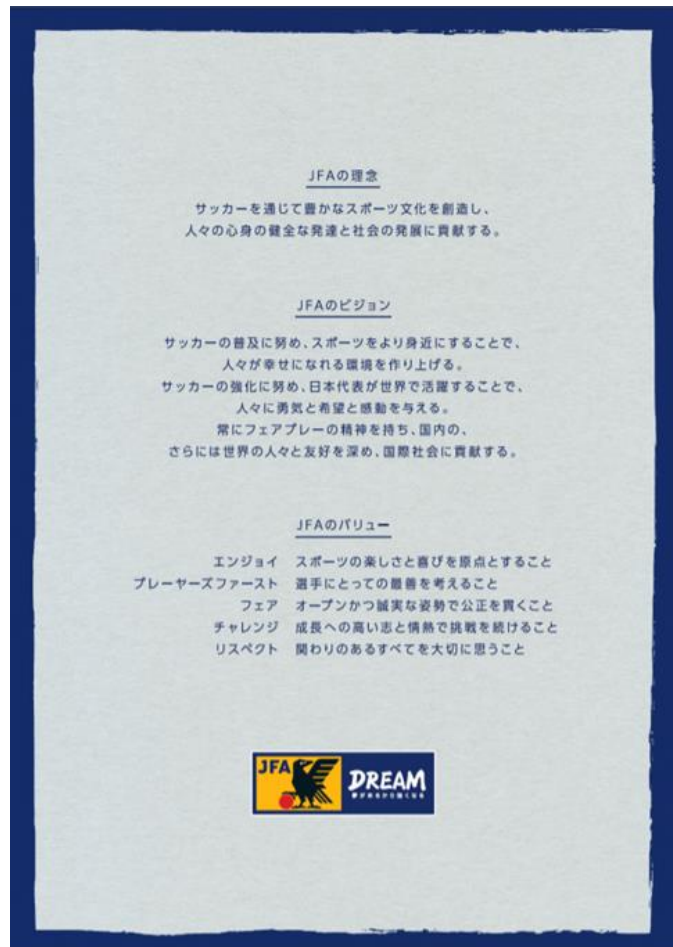 JFAの理念
サッカーを通じて豊かなスポーツ文化を創造し、
人々の心身の健全な発達と社会の発展に貢献する。
JFAのビジョン
サッカーの普及に努め、スポーツをより身近にすることで、
人々が幸せになれる環境を作り上げる。
サッカーの強化に努め、日本代表が世界で活躍することで、
人々に勇気と希望と感動を与える。
常にフェアプレーの精神を持ち、国内の、
さらには世界の人々と友好を深め、国際社会に貢献する。
JFAのバリュー
エンジョイ スポーツの楽しさと喜びを原点とすること
プレーヤーズファースト 選手にとっての最善を考えること
フェア オープンかつ誠実な姿勢で公正を貫くこと
チャレンジ 成長への高い志と情熱で挑戦を続けること
リスペクト 関わりのあるすべてを大切に思うこと
JFA DREAM
夢があるから強くなる